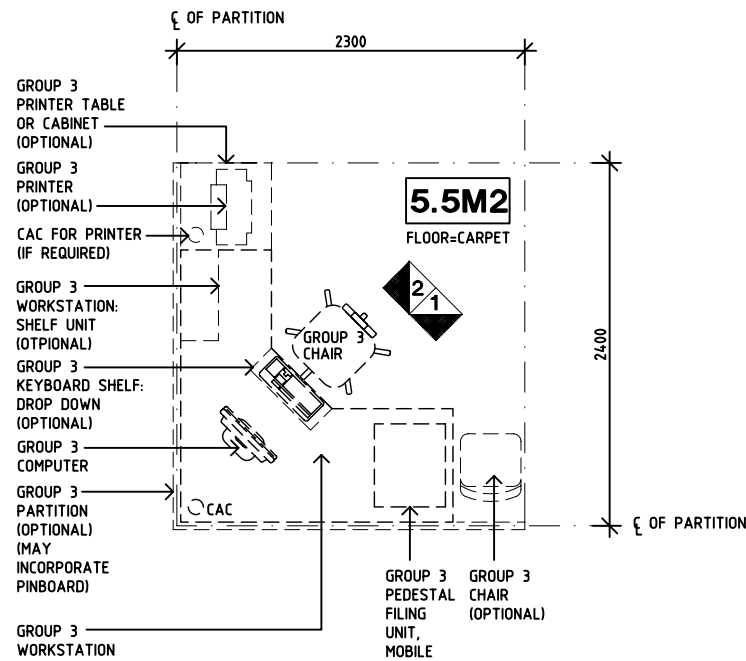 ℄ OF PARTITION
2300
GROUP 3
PRINTER TABLE
OR CABINET
(OPTIONAL)
GROUP 3
PRINTER
(OPTIONAL)
CAC FOR PRINTER
(IF REQUIRED)
GROUP 3
WORKSTATION:
SHELF UNIT
(OTPIONAL)
GROUP 3
KEYBOARD SHELF:
DROP DOWN
(OPTIONAL)
GROUP 3
COMPUTER
GROUP 3
PARTITION
(OPTIONAL)
(MAY
INCORPORATE
PINBOARD)
GROUP 3
WORKSTATION
5.5M2
FLOOR=CARPET
2
1
GROUP 3
CHAIR
2400
CAC
℄ OF PARTITION
GROUP 3
PEDESTAL
FILING
UNIT,
MOBILE
GROUP 3
CHAIR
(OPTIONAL)